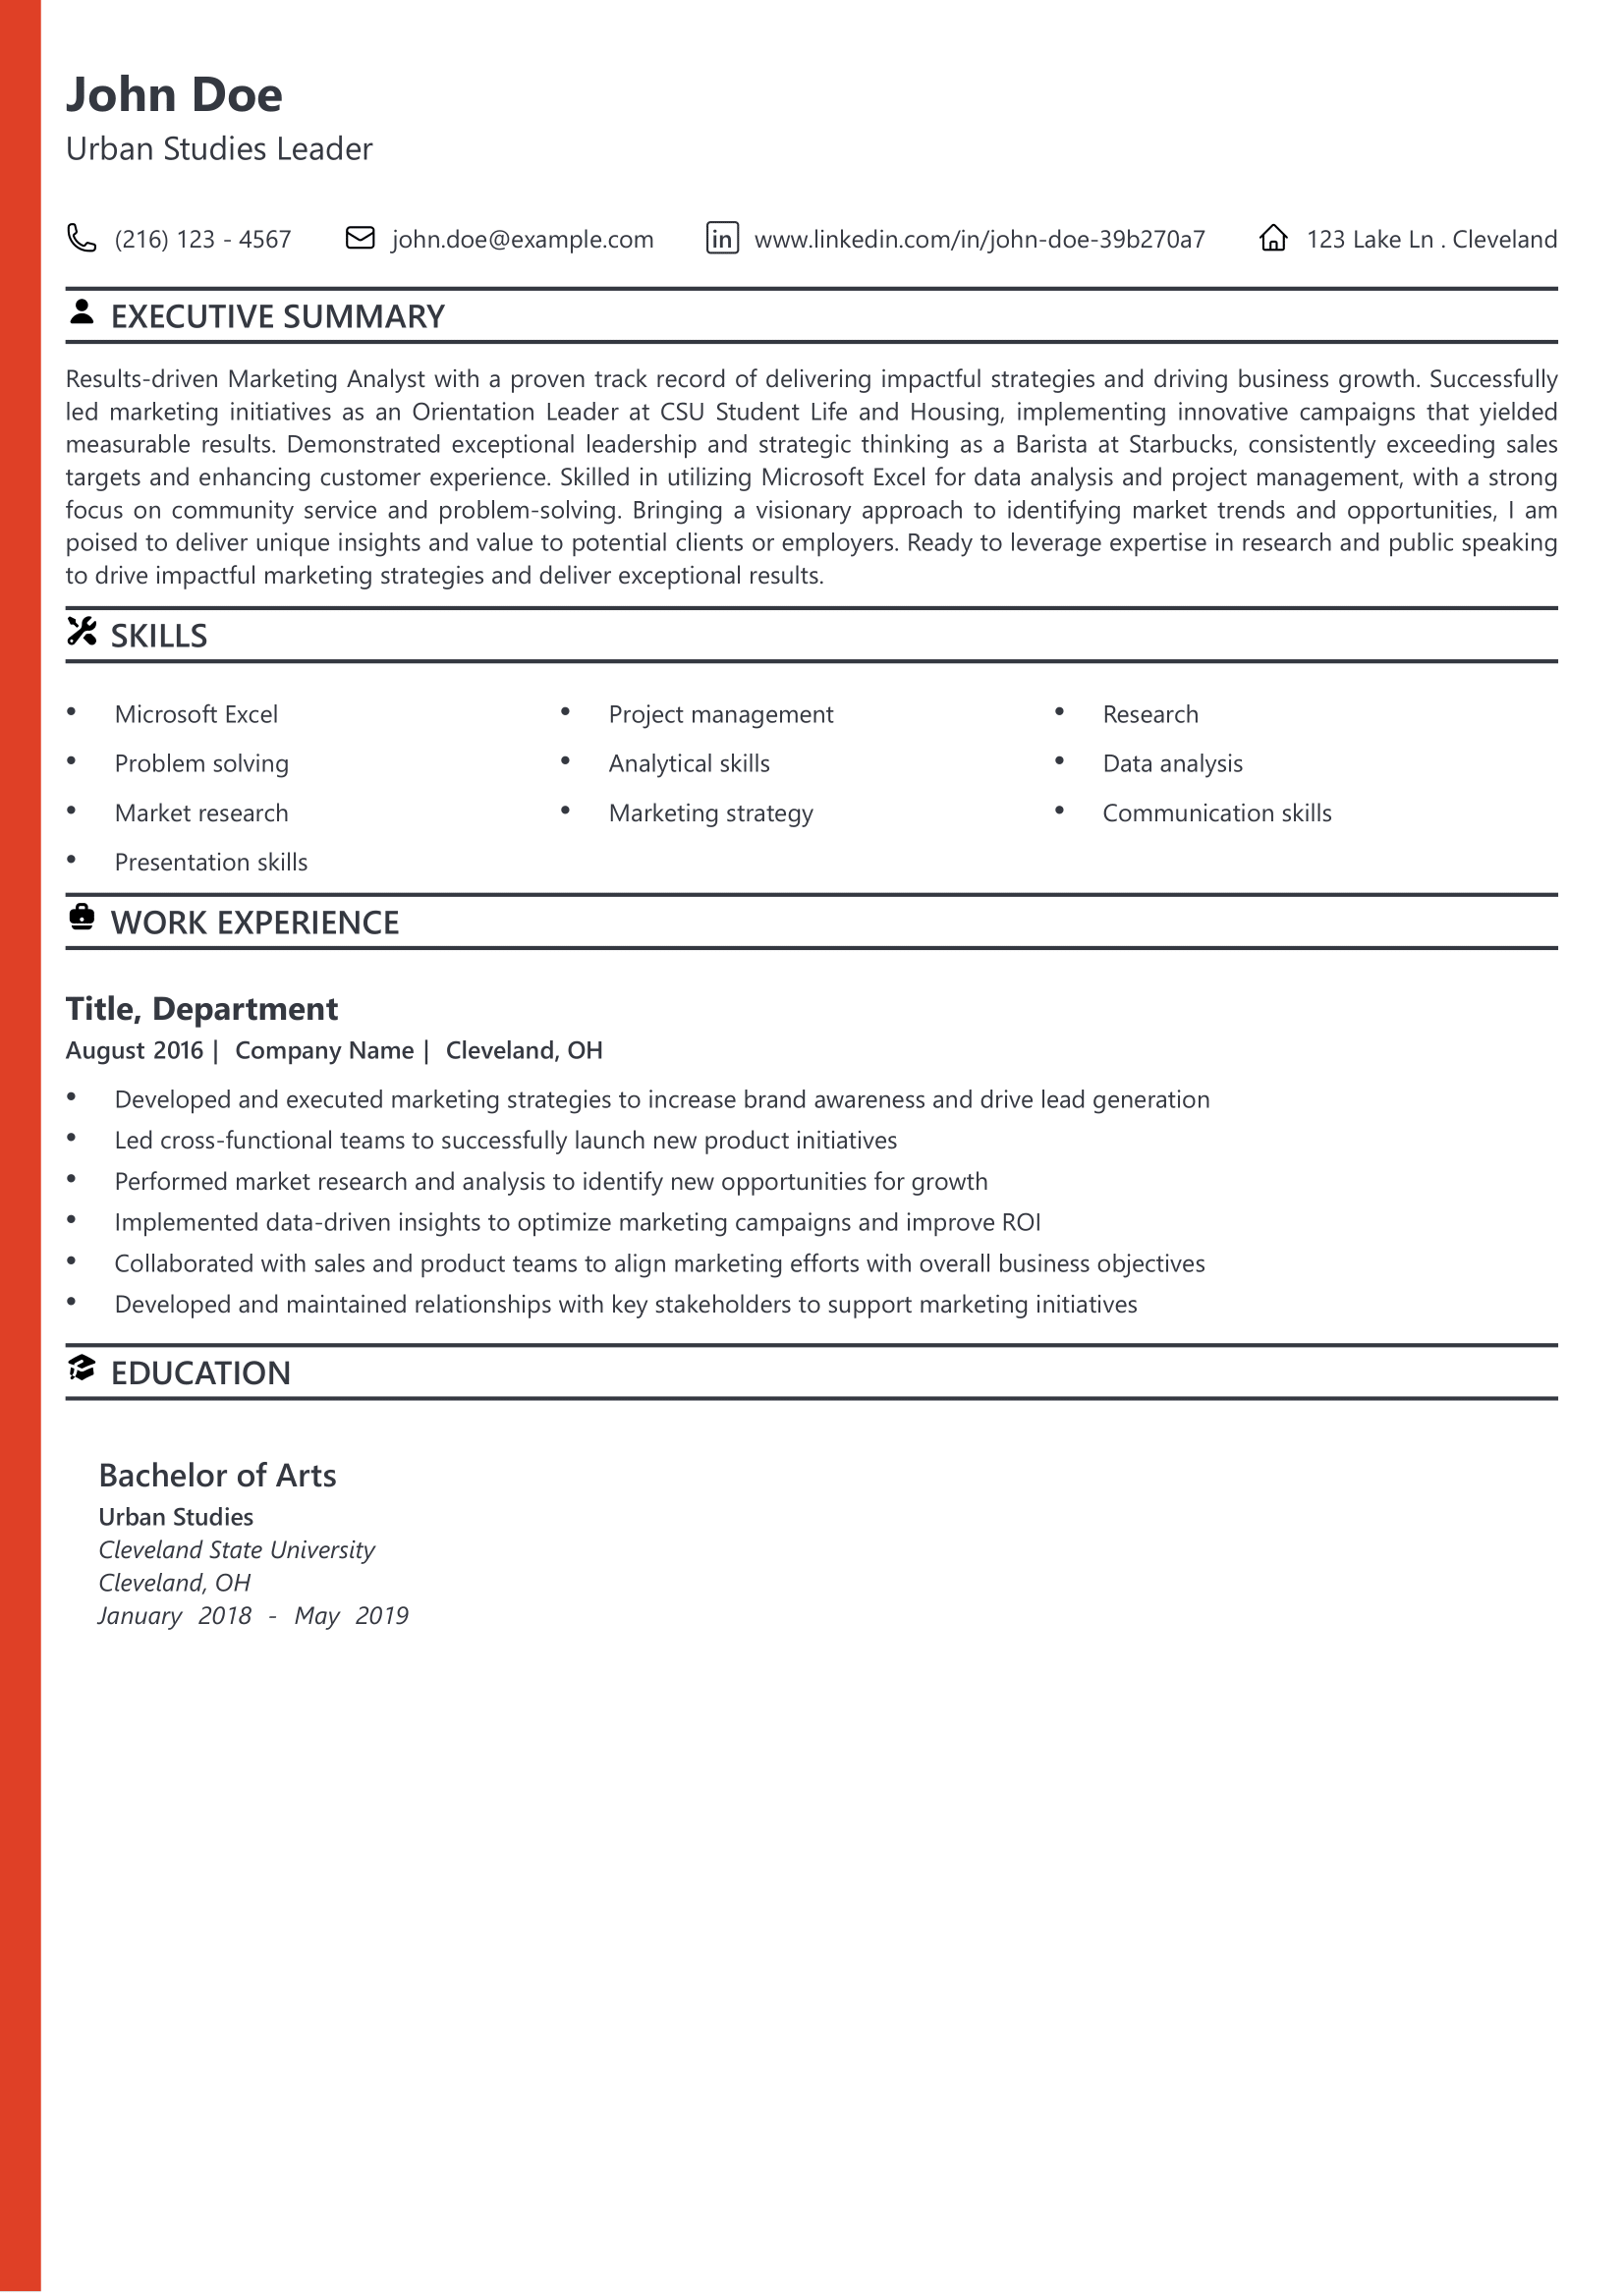 John Doe
Urban Studies Leader
(216) 123 - 4567 john.doe@example.com www.linkedin.com/in/john-doe-39b270a7 123 Lake Ln . Cleveland
EXECUTIVE SUMMARY
Results-driven Marketing Analyst with a proven track record of delivering impactful strategies and driving business growth. Successfully
led marketing initiatives as an Orientation Leader at CSU Student Life and Housing, implementing innovative campaigns that yielded
measurable results. Demonstrated exceptional leadership and strategic thinking as a Barista at Starbucks, consistently exceeding sales
targets and enhancing customer experience. Skilled in utilizing Microsoft Excel for data analysis and project management, with a strong
focus on community service and problem-solving. Bringing a visionary approach to identifying market trends and opportunities, I am
poised to deliver unique insights and value to potential clients or employers. Ready to leverage expertise in research and public speaking
to drive impactful marketing strategies and deliver exceptional results.
SKILLS
• Microsoft Excel • Project management • Research
• Problem solving • Analytical skills • Data analysis
• Market research • Marketing strategy • Communication skills
• Presentation skills
WORK EXPERIENCE
Title, Department
August 2016 | Company Name | Cleveland, OH
• Developed and executed marketing strategies to increase brand awareness and drive lead generation
• Led cross-functional teams to successfully launch new product initiatives
• Performed market research and analysis to identify new opportunities for growth
• Implemented data-driven insights to optimize marketing campaigns and improve ROI
• Collaborated with sales and product teams to align marketing efforts with overall business objectives
• Developed and maintained relationships with key stakeholders to support marketing initiatives
EDUCATION
Bachelor of Arts
Urban Studies
Cleveland State University
Cleveland, OH
January 2018 - May 2019